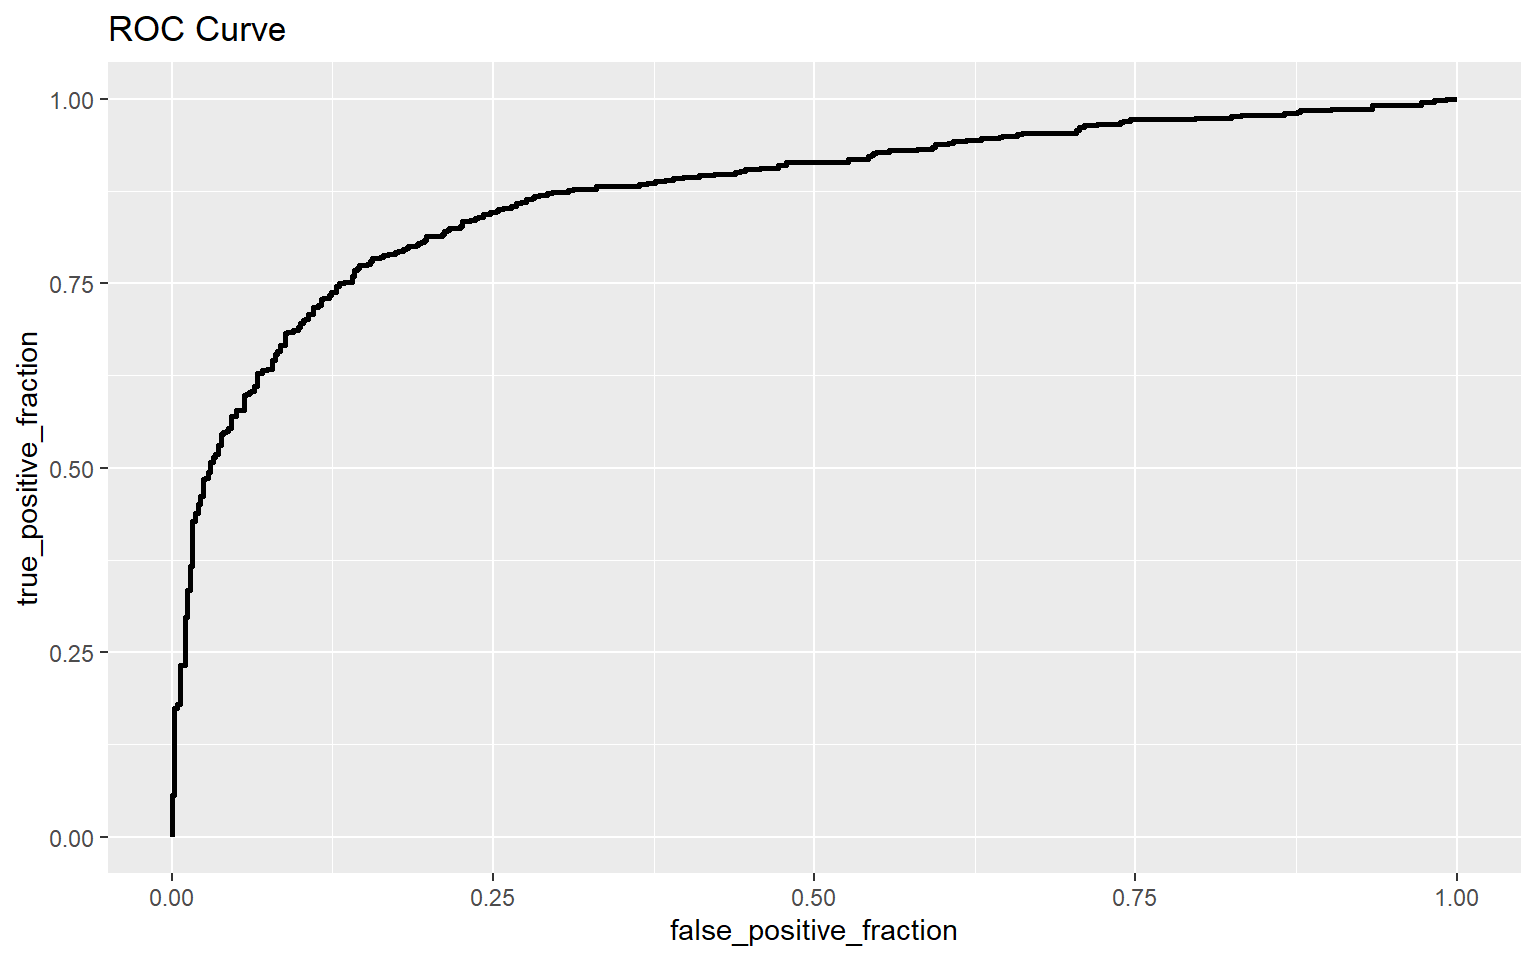 ROC Curve
1.00
0.75
0.50
0.25
0.00
true_positive_fraction
0.00 0.25 0.50 0.75 1.00
false_positive_fraction